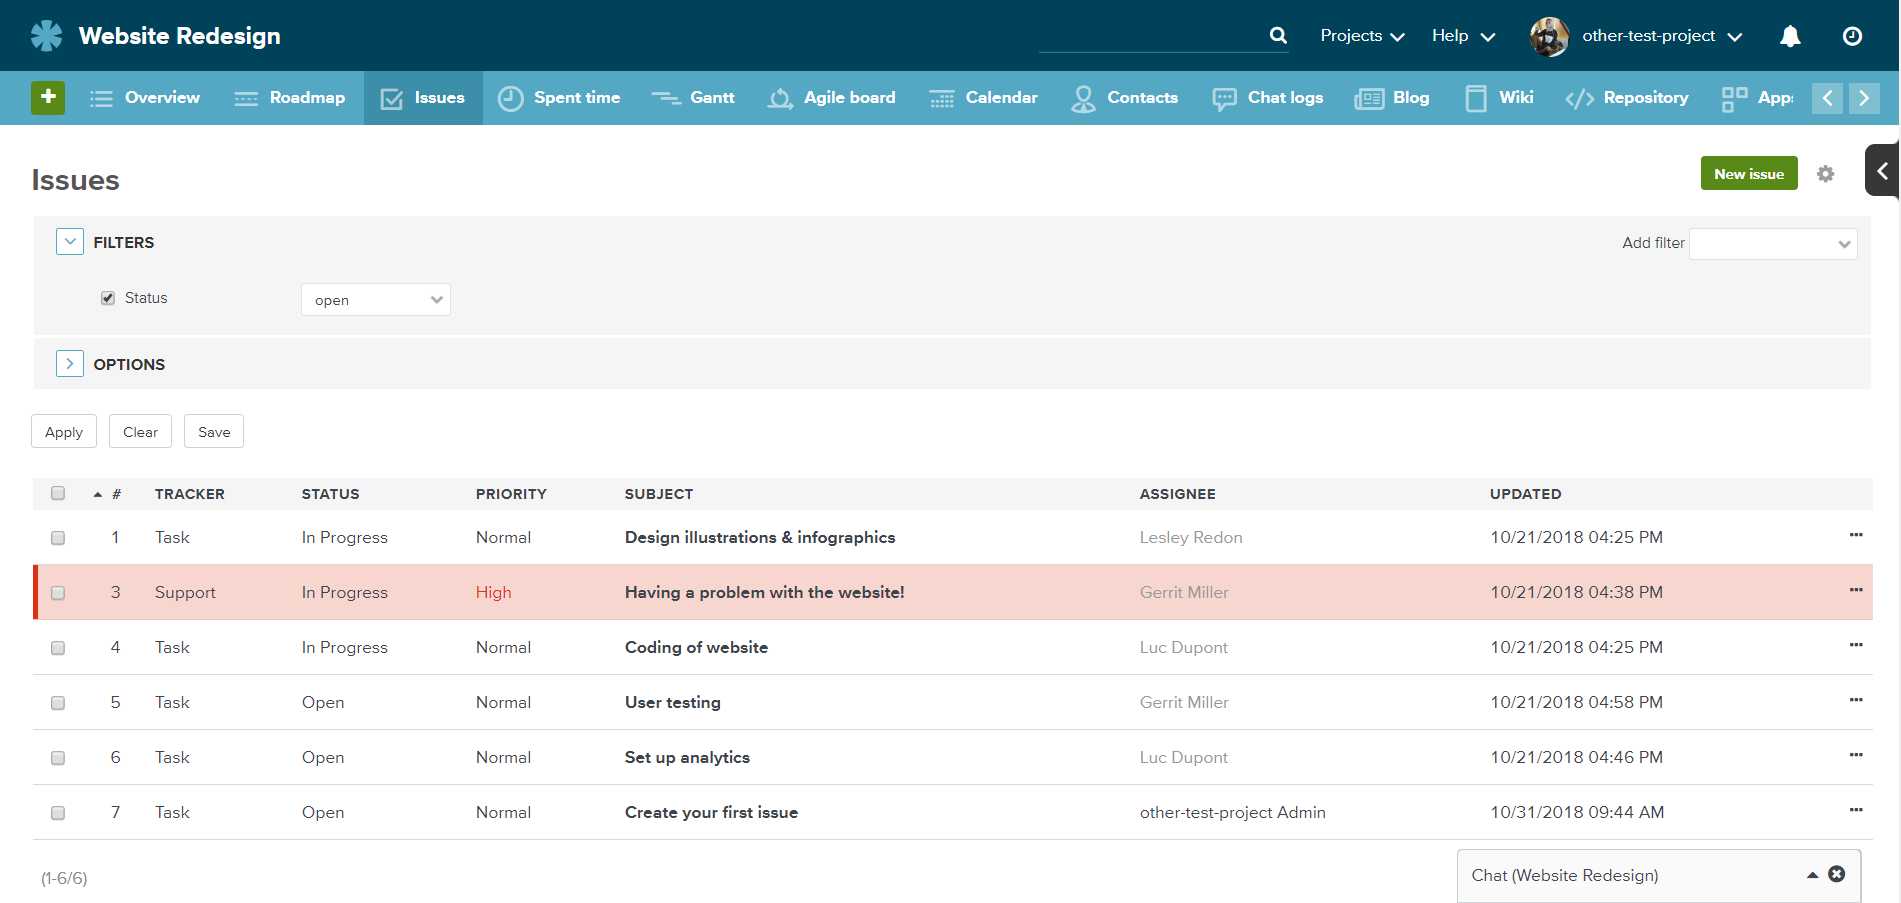 Website Redesign
Projects
Help
other-test-project
Overview
Roadmap
Issues
Spent time
Gantt
Agile board
Calendar
Contacts
Chat logs
Blog
Wiki
Repository
Issues
New issue
FILTERS
Add filter
Status
open
OPTIONS
Apply
Clear
Save
# TRACKER STATUS PRIORITY SUBJECT ASSIGNEE UPDATED
1 Task In Progress Normal Design illustrations & infographics Lesley Redon 10/21/2018 04:25 PM
3 Support In Progress High Having a problem with the website! Gerrit Miller 10/21/2018 04:38 PM
4 Task In Progress Normal Coding of website Luc Dupont 10/21/2018 04:25 PM
5 Task Open Normal User testing Gerrit Miller 10/21/2018 04:58 PM
6 Task Open Normal Set up analytics Luc Dupont 10/21/2018 04:46 PM
7 Task Open Normal Create your first issue other-test-project Admin 10/31/2018 09:44 AM
(1-6/6)
Chat (Website Redesign)